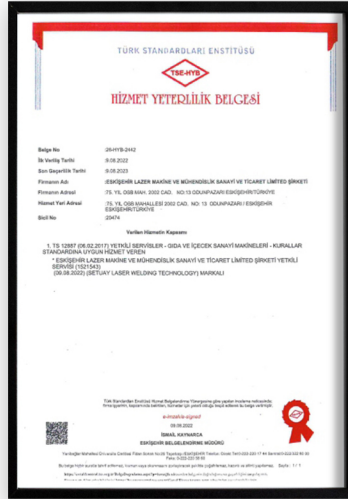 TÜRK STANDARDLARI ENSTİTÜSÜ
TSE-HYB
HİZMET YETERLİLİK BELGESİ
Belge No 26-HYB-2442
İlk Veriliş Tarihi 9.08.2022
Son Geçerlilik Tarihi 9.08.2023
Firmanın Adı :ESKİŞEHİR LAZER MAKİNE VE MÜHENDİSLİK SANAYİ VE TİCARET LİMİTED ŞİRKETİ
Firmanın Adresi :75. YIL OSB MAH. 2002 CAD. NO:13 ODUNPAZARI ESKİŞEHİR/TÜRKİYE
Hizmet Yeri Adresi :75. YIL OSB MAHALLESİ 2002 CAD. NO: 13 ODUNPAZARI / ESKİŞEHİR
ESKİŞEHİR/TÜRKİYE
Sicil No 20474
Verilen Hizmetin Kapsamı
1. TS 12857 (06.02.2017) YETKİLİ SERVİSLER - GIDA VE İÇECEK SANAYİ MAKİNELERİ - KURALLAR
STANDARDINA UYGUN HİZMET VEREN
* ESKİŞEHİR LAZER MAKİNE VE MÜHENDİSLİK SANAYİ VE TİCARET LİMİTED ŞİRKETİ YETKİLİ
SERVİSİ (1521543)
(09.08.2022) (SETUAY LASER WELDING TECHNOLOGY) MARKALI
e-imzalıdır/e-signed
09.08.2022
İSMAİL KAYNARCA
ESKİŞEHİR BELGELENDİRME MÜDÜRÜ